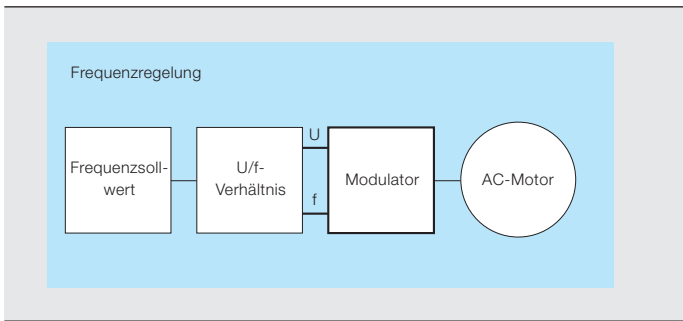 Frequenzregelung
Frequenzsoll-
wert
U/f-
Verhältnis
U
f
Modulator
AC-Motor